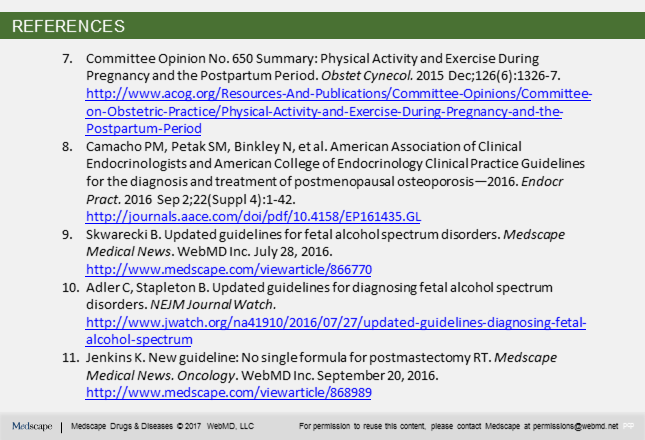 REFERENCES
7. Committee Opinion No. 650 Summary: Physical Activity and Exercise During
Pregnancy and the Postpartum Period. Obstet Cynecol. 2015 Dec;126(6):1326-7.
http://www.acog.org/Resources-And-Publications/Committee-Opinions/Committee-
on-Obstetric-Practice/Physical-Activity-and-Exercise-During-Pregnancy-and-the-
Postpartum-Period
8. Camacho PM, Petak SM, Binkley N, et al. American Association of Clinical
Endocrinologists and American College of Endocrinology Clinical Practice Guidelines
for the diagnosis and treatment of postmenopausal osteoporosis—2016. Endocr
Pract. 2016 Sep 2;22(Suppl 4):1-42.
http://journals.aace.com/doi/pdf/10.4158/EP161435.GL
9. Skwarecki B. Updated guidelines for fetal alcohol spectrum disorders. Medscape
Medical News. WebMD Inc. July 28, 2016.
http://www.medscape.com/viewarticle/866770
10. Adler C, Stapleton B. Updated guidelines for diagnosing fetal alcohol spectrum
disorders. NEJM Journal Watch.
http://www.jwatch.org/na41910/2016/07/27/updated-guidelines-diagnosing-fetal-
alcohol-spectrum
11. Jenkins K. New guideline: No single formula for postmastectomy RT. Medscape
Medical News. Oncology. WebMD Inc. September 20, 2016.
http://www.medscape.com/viewarticle/868989
Medscape | Medscape Drugs & Diseases © 2017 WebMD, LLC For permission to reuse this content, please contact Medscape at permissions@webmd.net